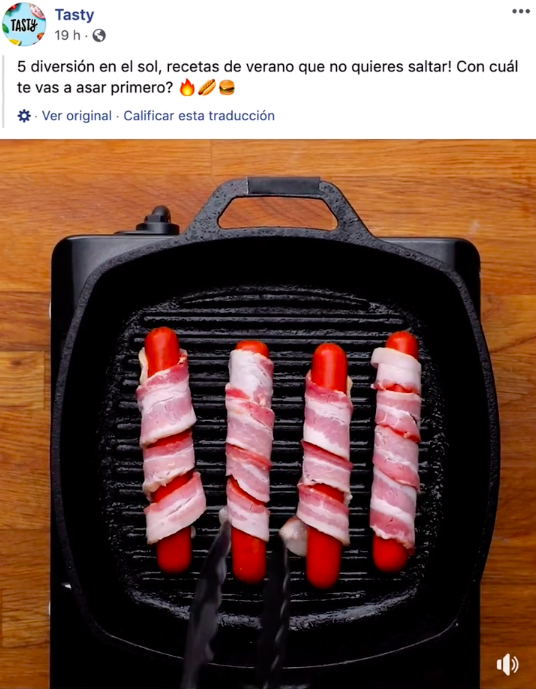 TASTY
Tasty
19 h ·
5 diversión en el sol, recetas de verano que no quieres saltar! Con cuál
te vas a asar primero? 🔥🌭🍔
· Ver original · Calificar esta traducción